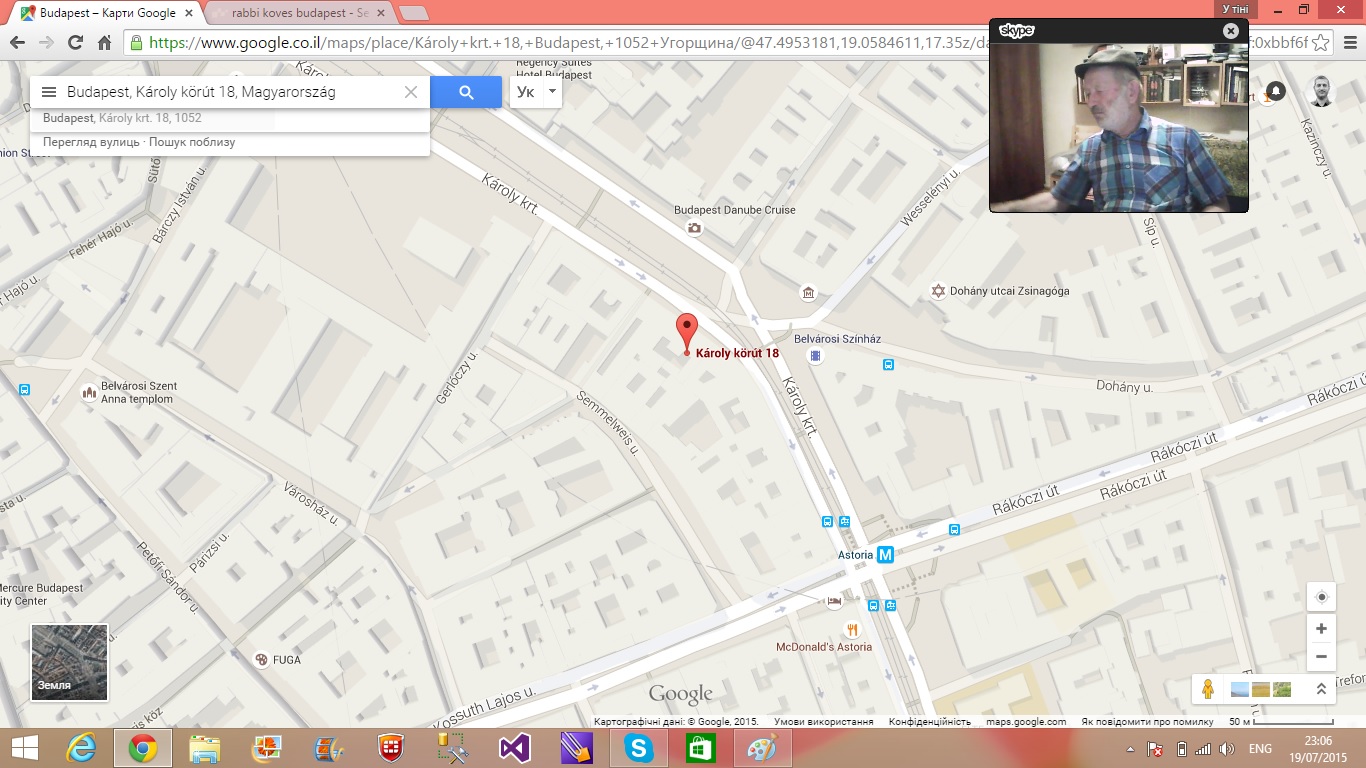 Budapest – Карти Google
rabbi koves budapest - Se
У тіні
https://www.google.co.il/maps/place/Károly+krt.+18,+Budapest,+1052+Угорщина/@47.4953181,19.0584611,17.35z/da
f:0xbbf6f
skype
Budapest, Károly körút 18, Magyarország
Ук
Budapest, Károly krt. 18, 1052
Перегляд вулиць · Пошук поблизу
Regency Suites
Hotel Budapest
Károly krt.
Kazinczy u.
Sütő
Bárczy István u.
Fehér Hajó u.
Hajó u.
Károly krt.
Budapest Danube Cruise
Wesselényi u.
Síp u.
Dohány utcai Zsinagóga
Károly körút 18
Belvárosi Színház
Gerlóczy u.
Belvárosi Szent
Anna templom
Semmelweis u.
Károly krt.
Dohány u.
Rákóczi út
Rákóczi út
Rákóczi út
Rákóczi út
Városház u.
Párizsi u.
Petőfi Sándor u.
Astoria
M
Mercure Budapest
City Center
McDonald's Astoria
FUGA
Земля
Kossuth Lajos u.
Google
Trefor
Картографічні дані: © Google, 2015.
Умови використання
Конфіденційність
maps.google.com
Як повідомити про помилку
50 м
ENG
23:06
19/07/2015